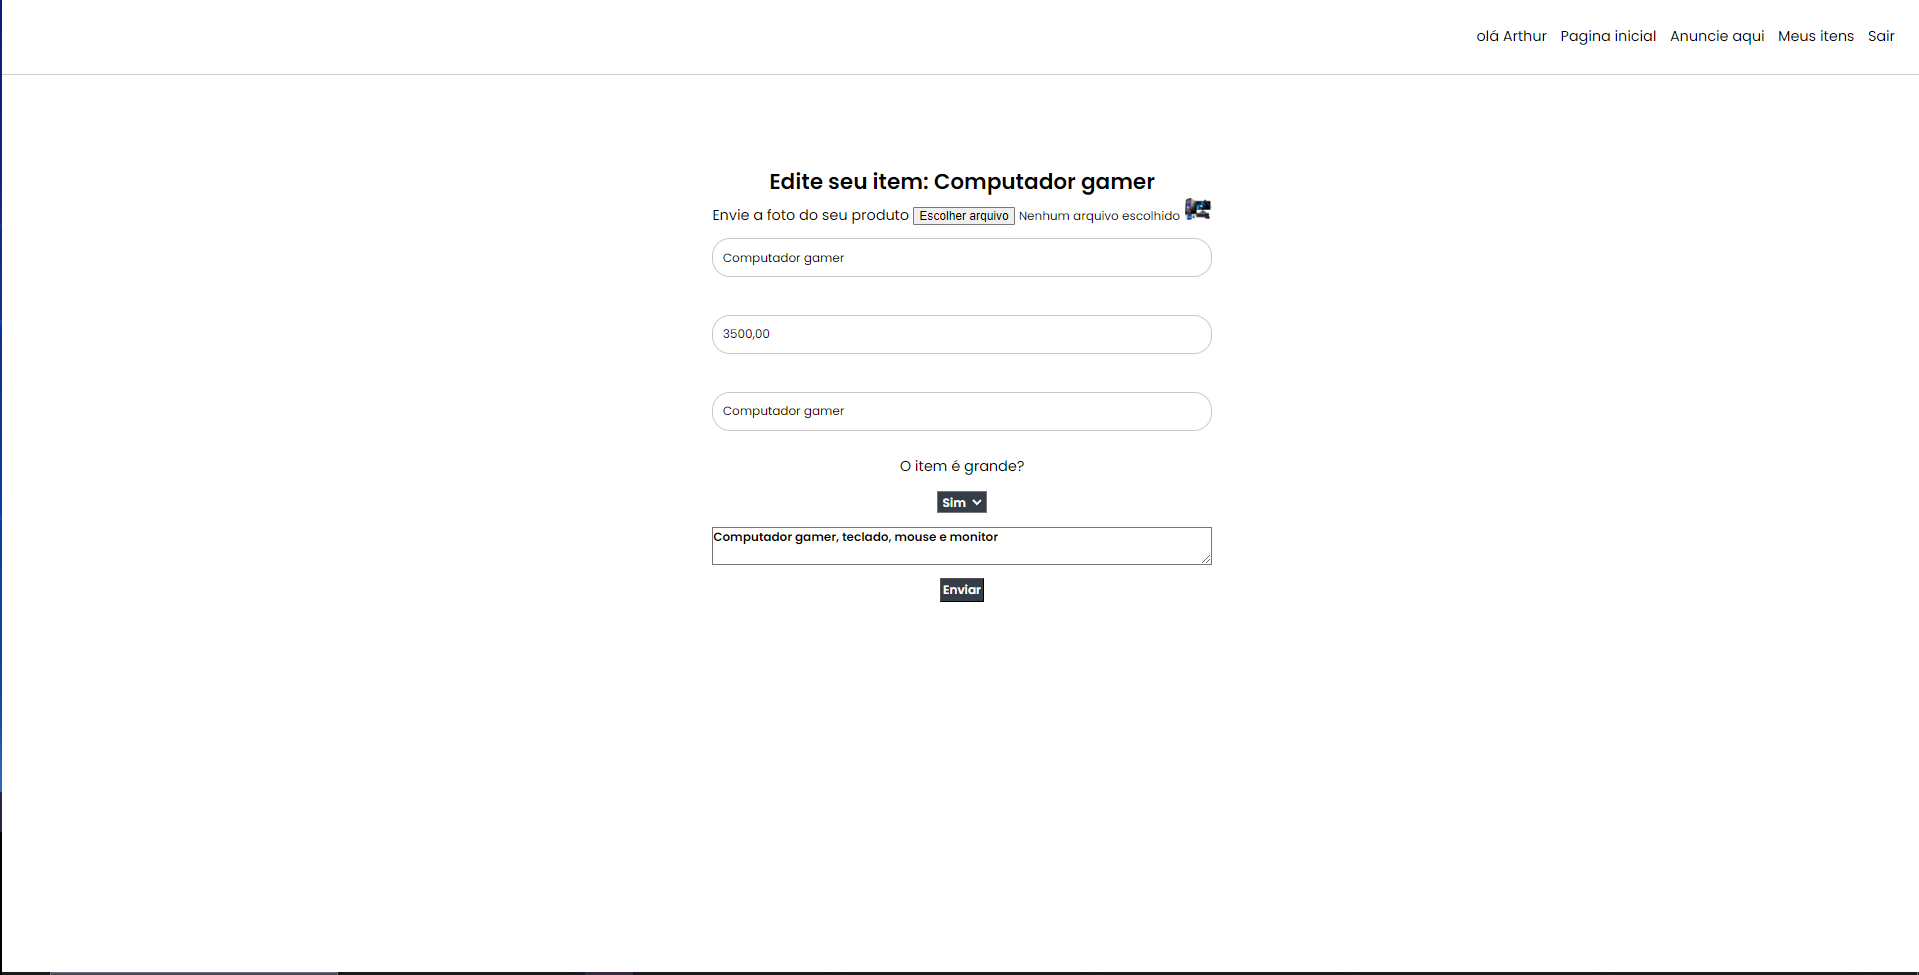 olá Arthur Pagina inicial Anuncie aqui Meus itens Sair
Edite seu item: Computador gamer
Envie a foto do seu produto Escolher arquivo Nenhum arquivo escolhido
Computador gamer
3500,00
Computador gamer
O item é grande?
Sim
Computador gamer, teclado, mouse e monitor
Enviar